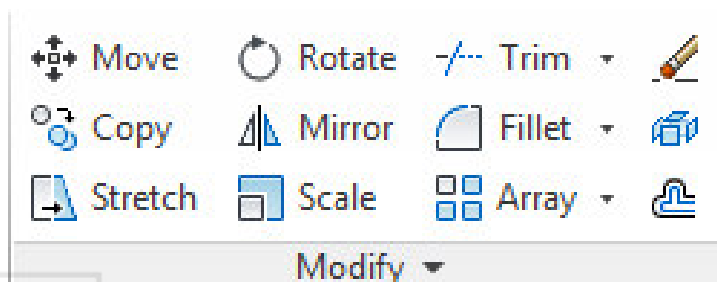 Move Rotate Trim
Copy Mirror Fillet
Stretch Scale Array
Modify